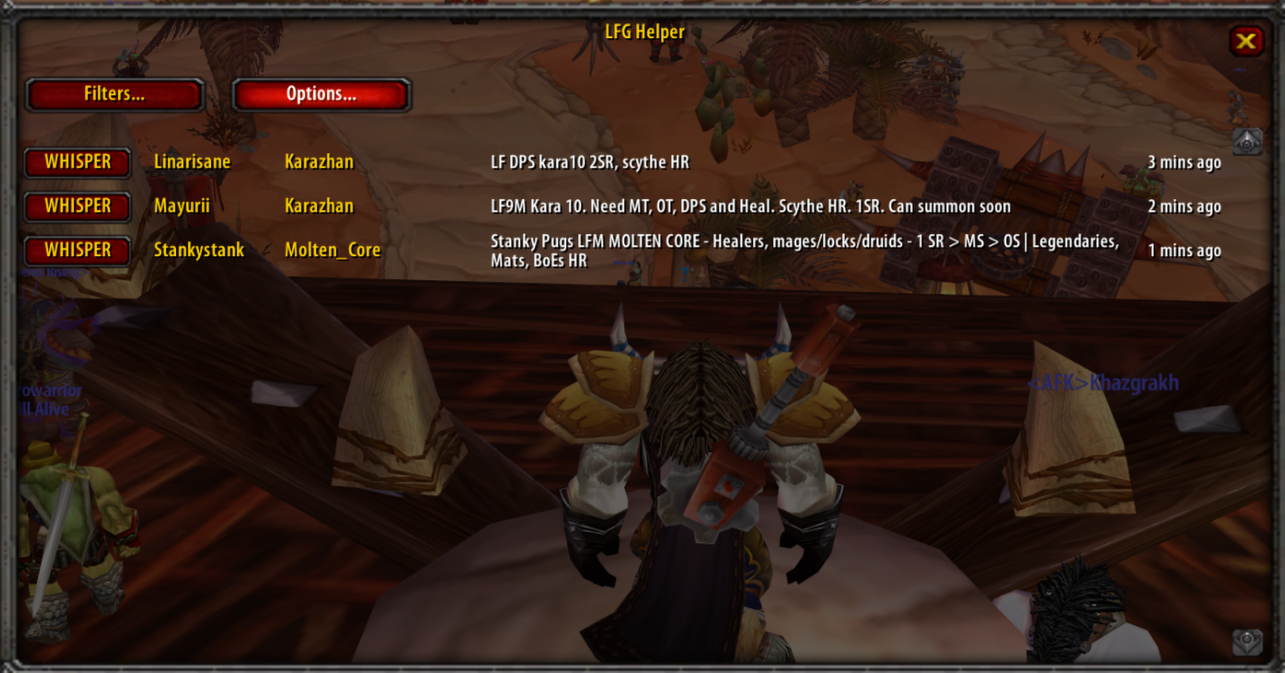 LFG Helper
Filters...
Options...
WHISPER Linarisane Karazhan LF DPS kara10 2SR, scythe HR 3 mins ago
WHISPER Mayurii Karazhan LF9M Kara 10. Need MT, OT, DPS and Heal. Scythe HR. 1SR. Can summon soon 2 mins ago
WHISPER Stankystank Molten_Core Stanky Pugs LFM MOLTEN CORE - Healers, mages/locks/druids - 1 SR > MS > OS | Legendaries, 1 mins ago
Mats, BoEs HR
<AFK>Khazgrakh
owarrior
ll Alive